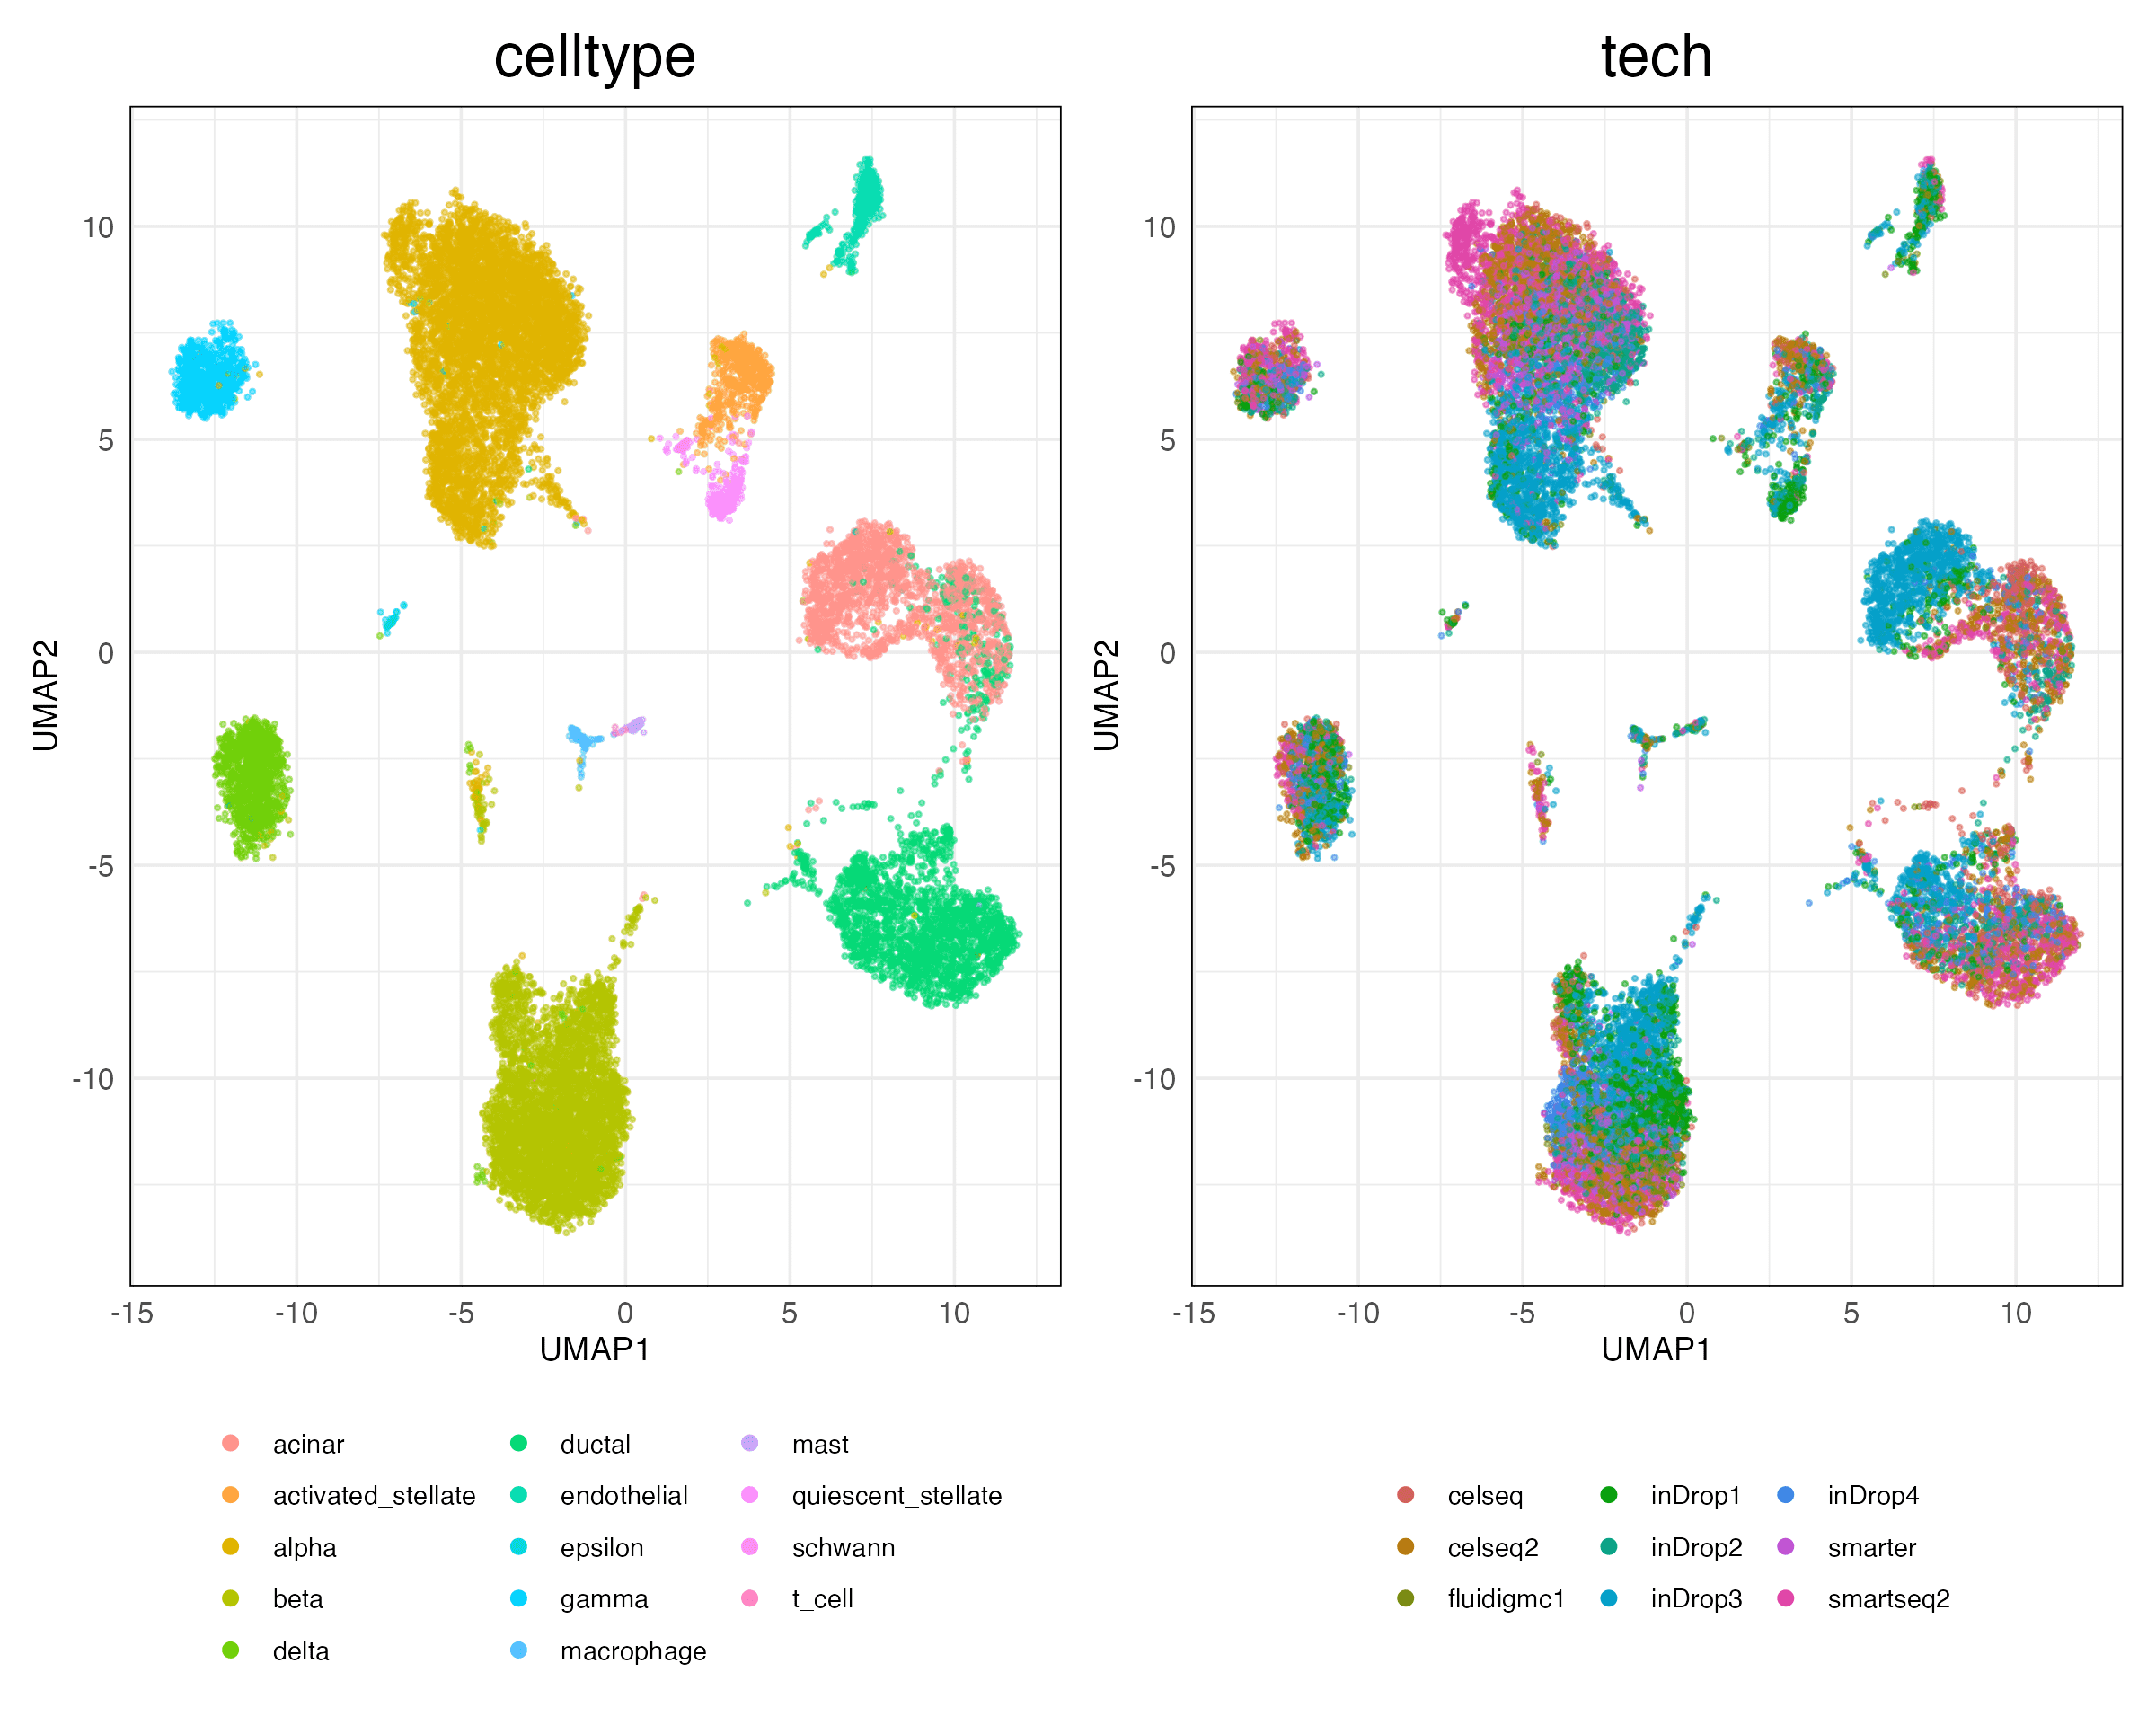 celltype
tech
10
5
0
-5
-10
UMAP2
-15 -10 -5 0 5 10
UMAP1
10
5
0
-5
-10
UMAP2
-15 -10 -5 0 5 10
UMAP1
acinar
activated_stellate
alpha
beta
delta
ductal
endothelial
epsilon
gamma
macrophage
mast
quiescent_stellate
schwann
t_cell
celseq
celseq2
fluidigmc1
inDrop1
inDrop2
inDrop3
inDrop4
smarter
smartseq2